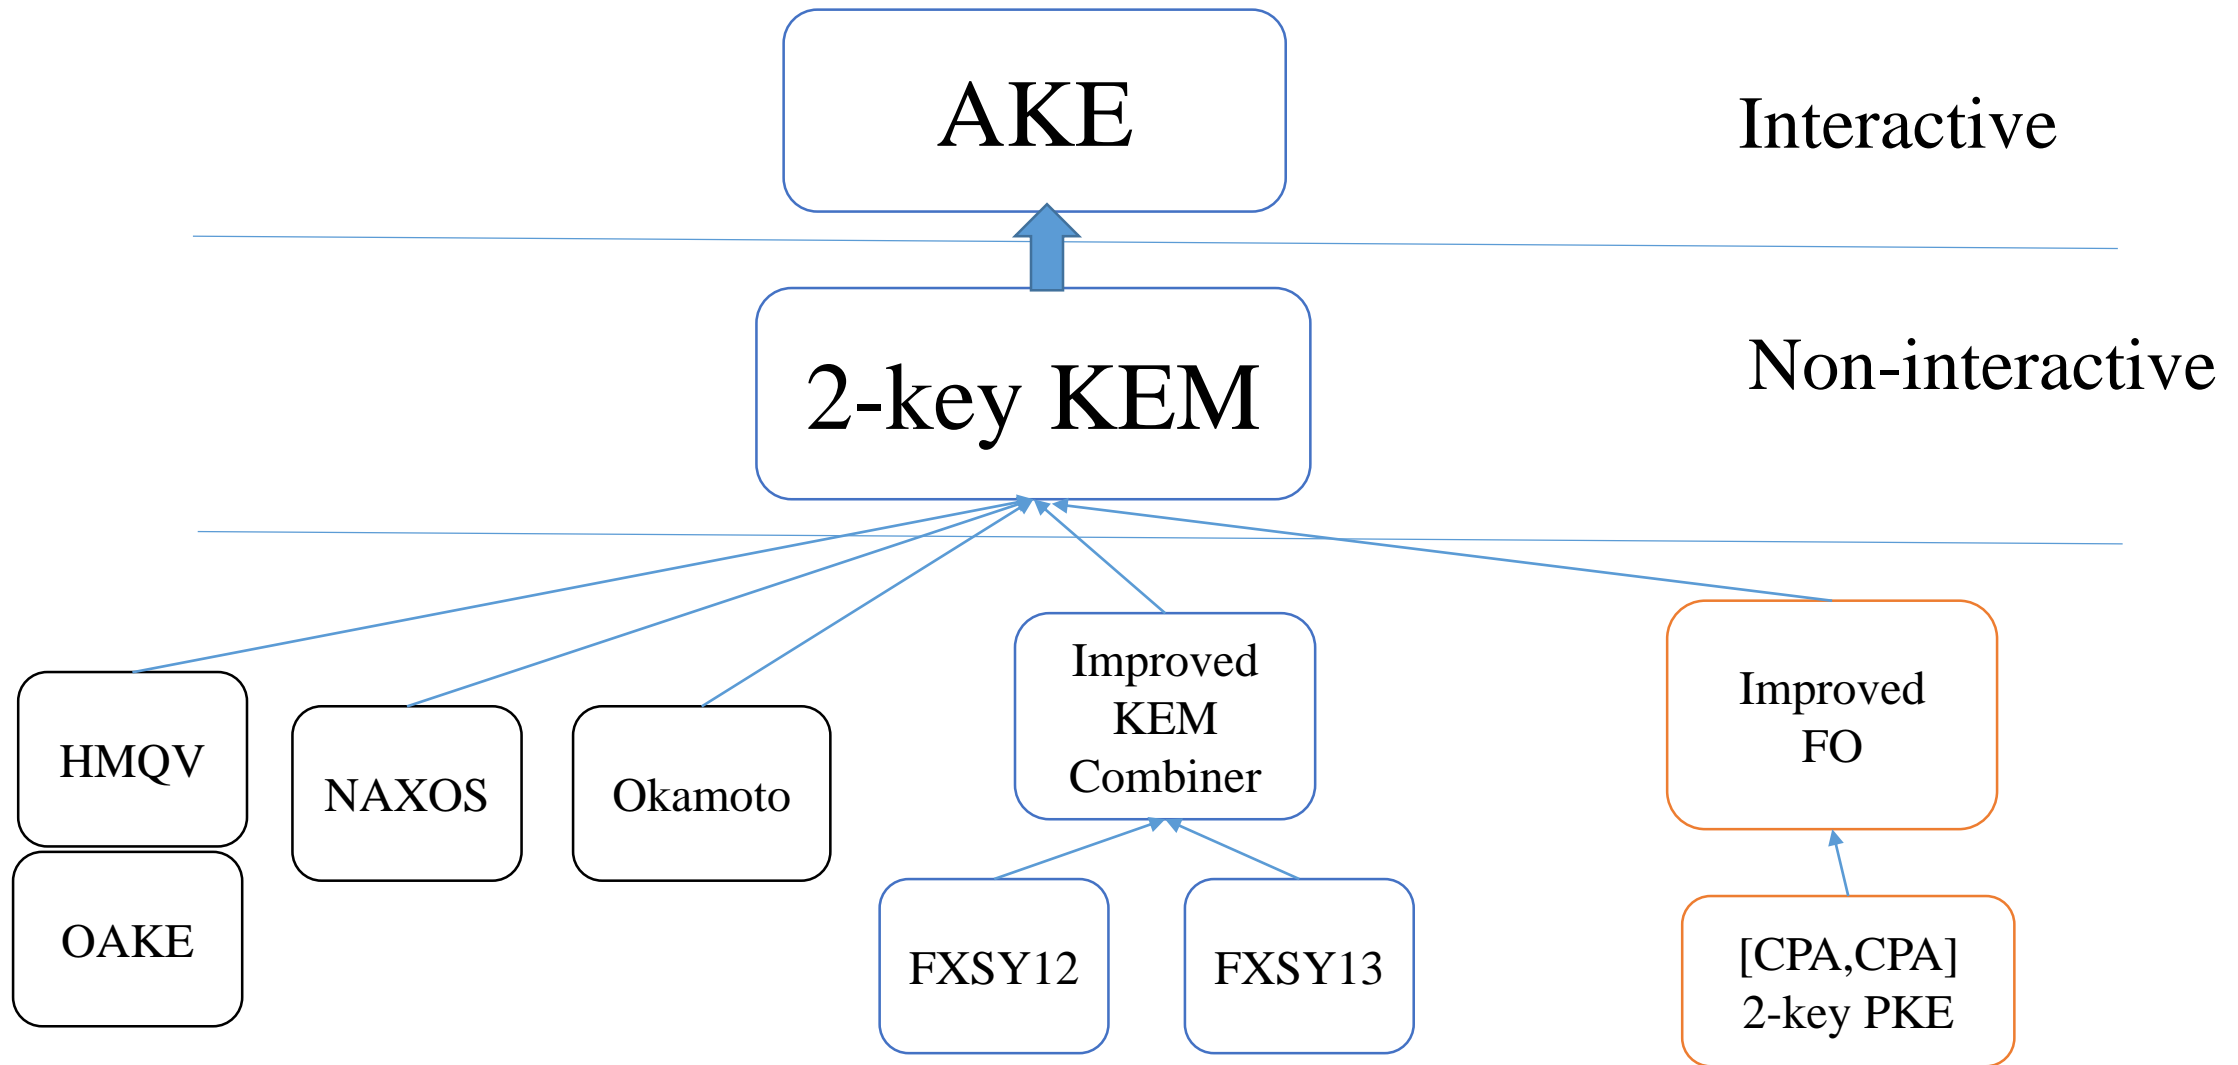 AKE
Interactive
2-key KEM
Non-interactive
HMQV
OAKE
NAXOS
Okamoto
Improved
KEM
Combiner
FXSY12
FXSY13
Improved
FO
[CPA,CPA]
2-key PKE